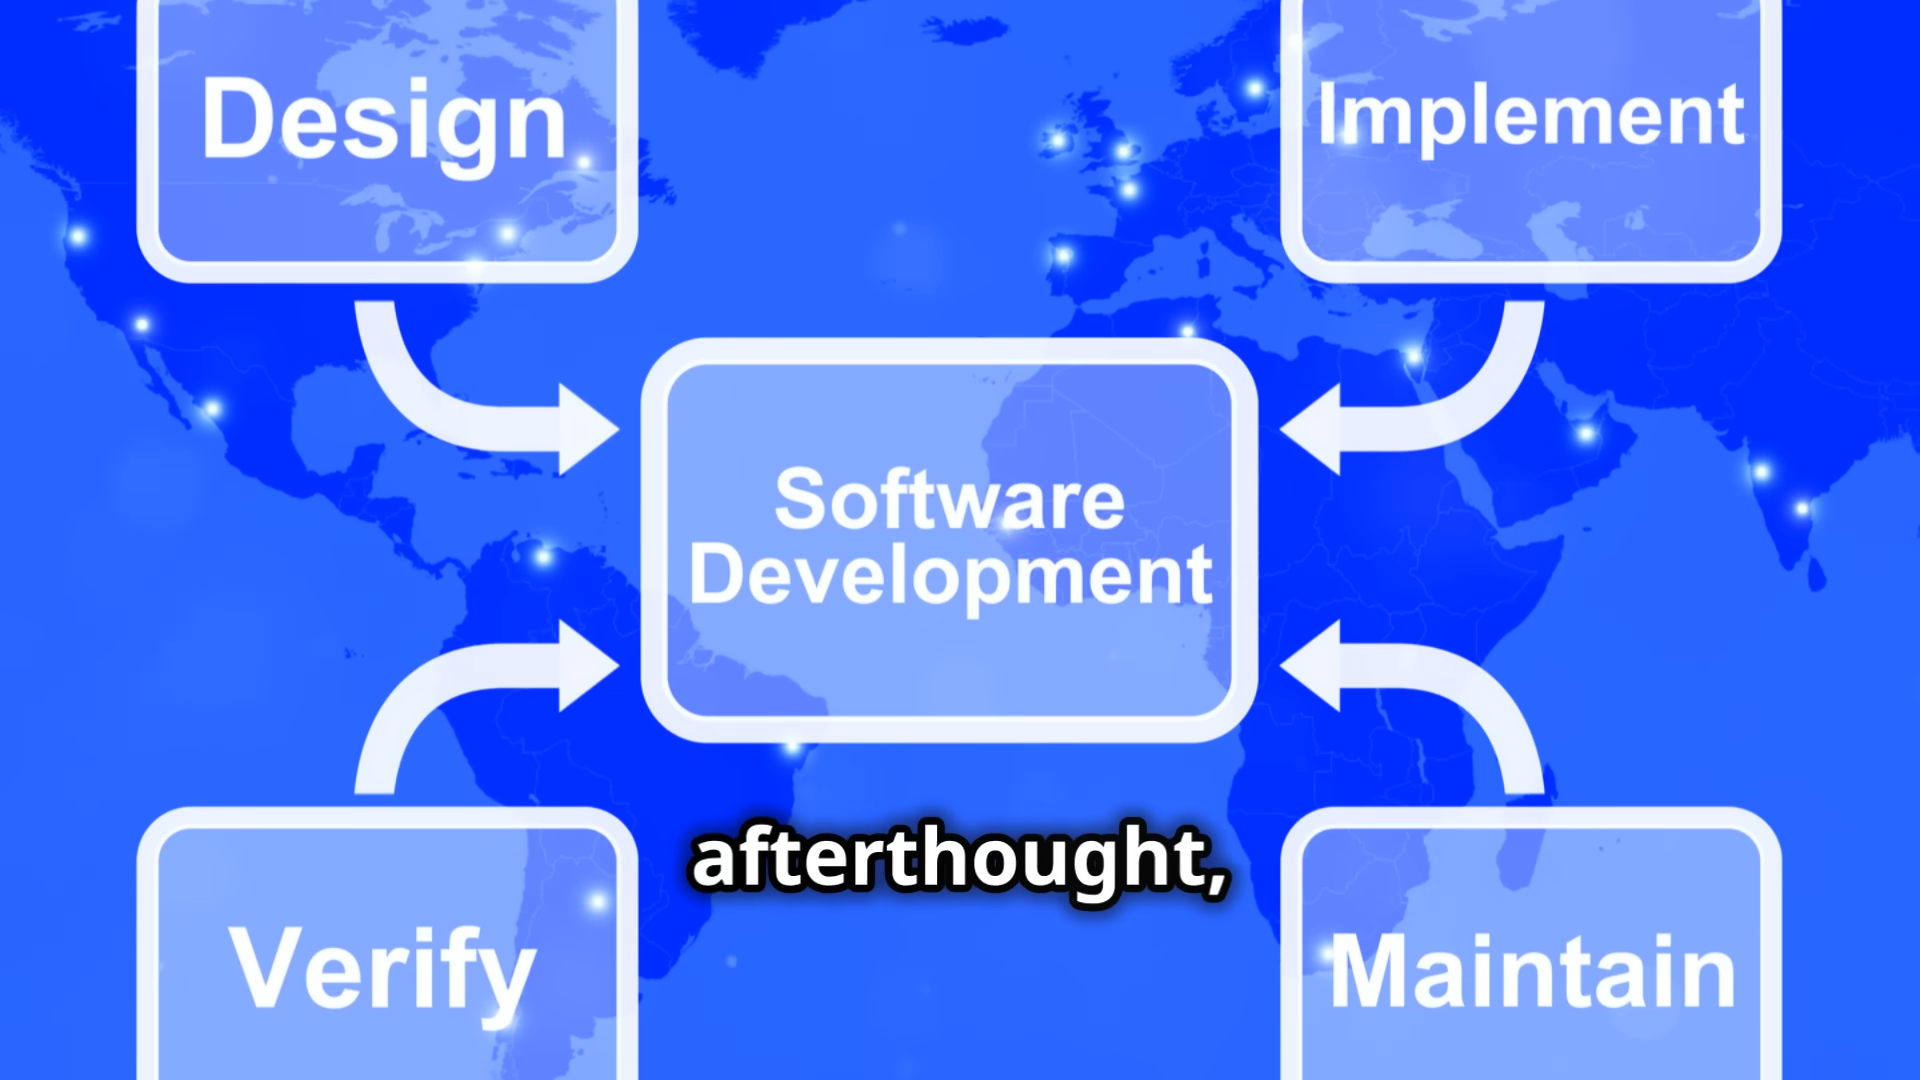 Design
Implement
Software
Development
afterthought,
Verify
Maintain